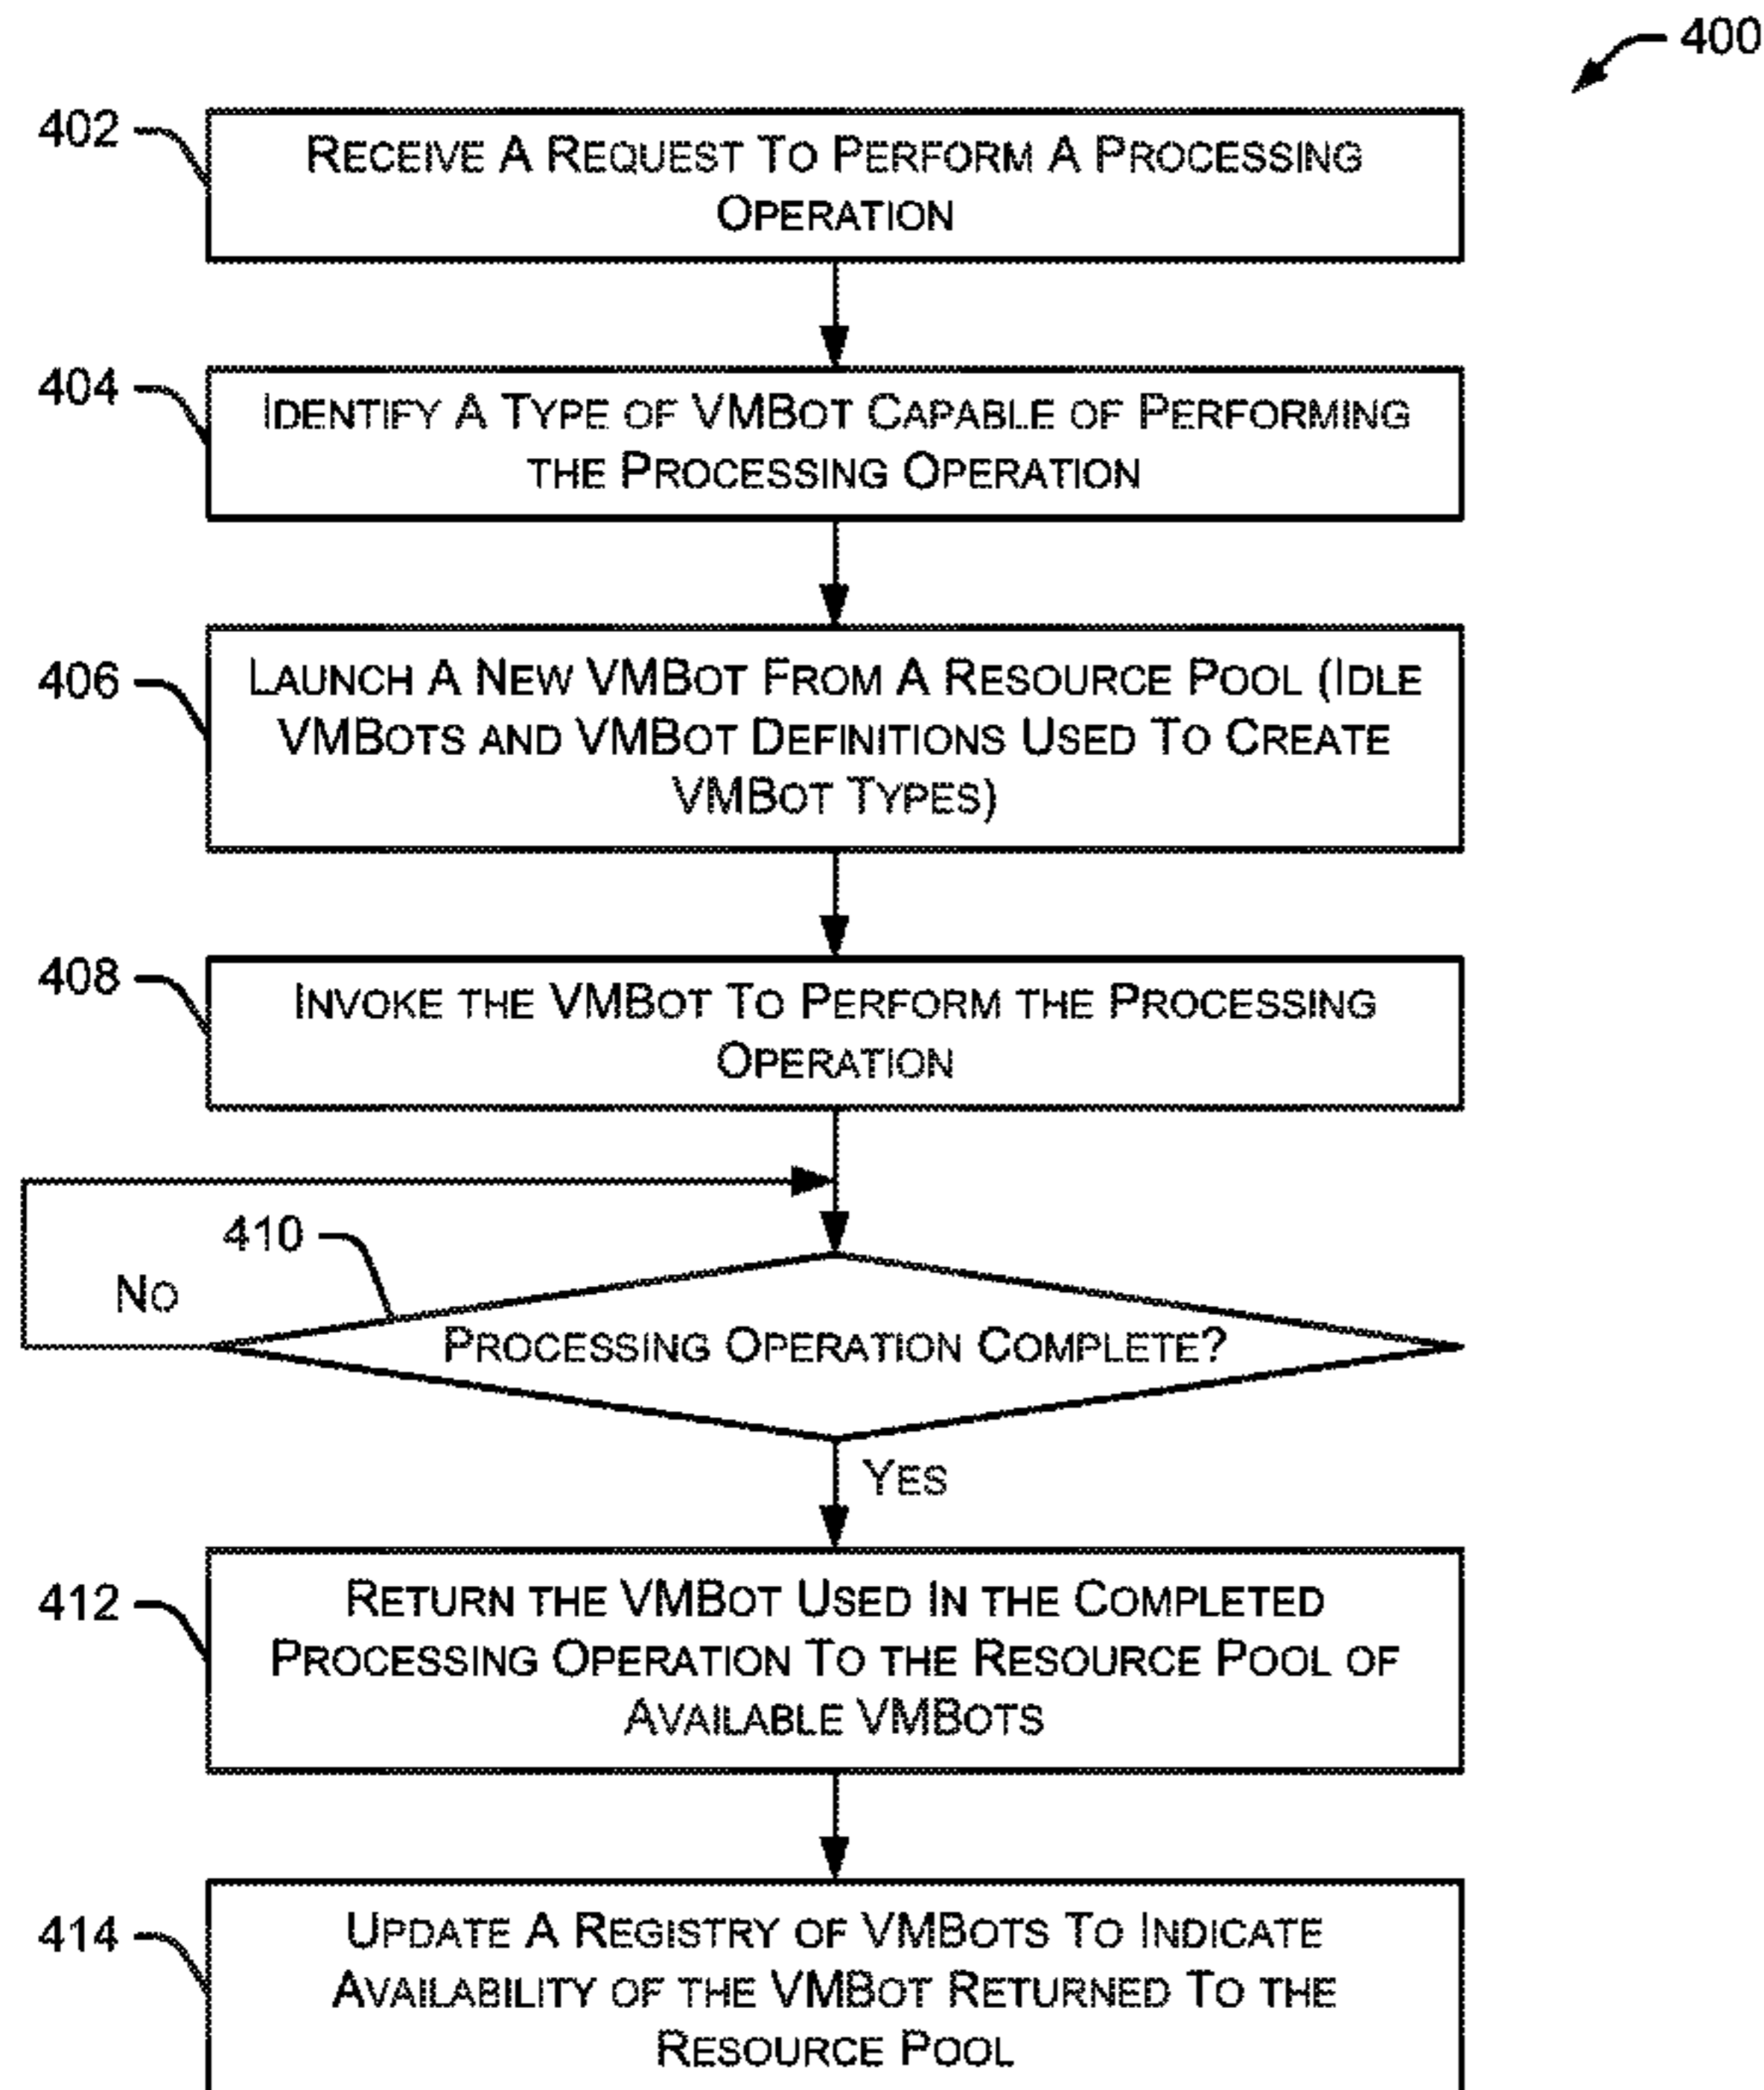 400
402
RECEIVE A REQUEST TO PERFORM A PROCESSING
OPERATION
404
IDENTIFY A TYPE OF VMBOT CAPABLE OF PERFORMING
THE PROCESSING OPERATION
406
LAUNCH A NEW VMBOT FROM A RESOURCE POOL (IDLE
VMBOTS AND VMBOT DEFINITIONS USED TO CREATE
VMBOT TYPES)
408
INVOKE THE VMBOT TO PERFORM THE PROCESSING
OPERATION
410
NO
PROCESSING OPERATION COMPLETE?
YES
412
RETURN THE VMBOT USED IN THE COMPLETED
PROCESSING OPERATION TO THE RESOURCE POOL OF
AVAILABLE VMBOTS
414
UPDATE A REGISTRY OF VMBOTS TO INDICATE
AVAILABILITY OF THE VMBOT RETURNED TO THE
RESOURCE POOL